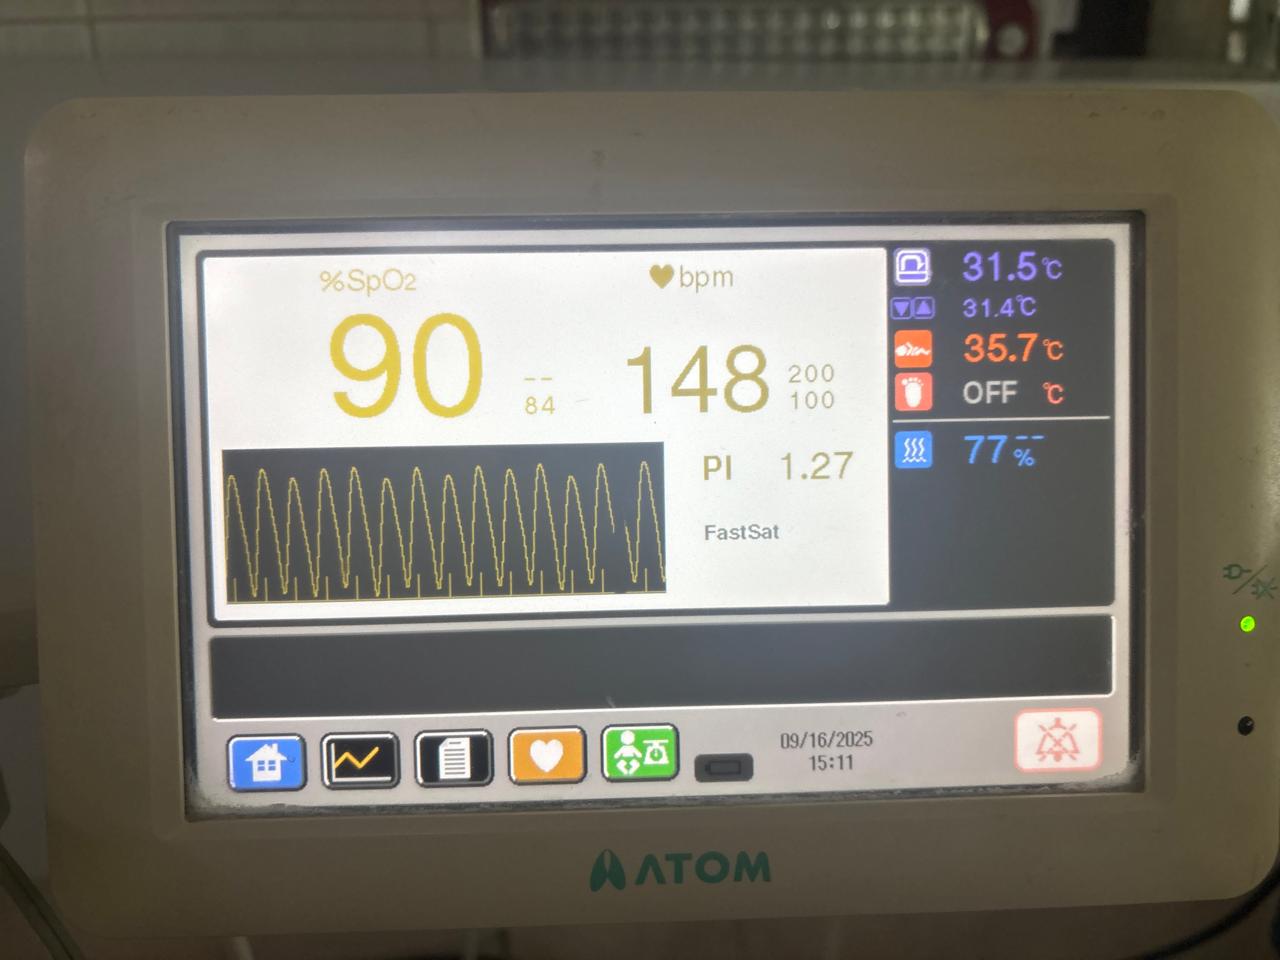 %SpO2
90
--
84
bpm
148
200
100
PI 1.27
FastSat
31.5℃
31.4℃
35.7℃
OFF ℃
77 --
%
09/16/2025
15:11
ATOM